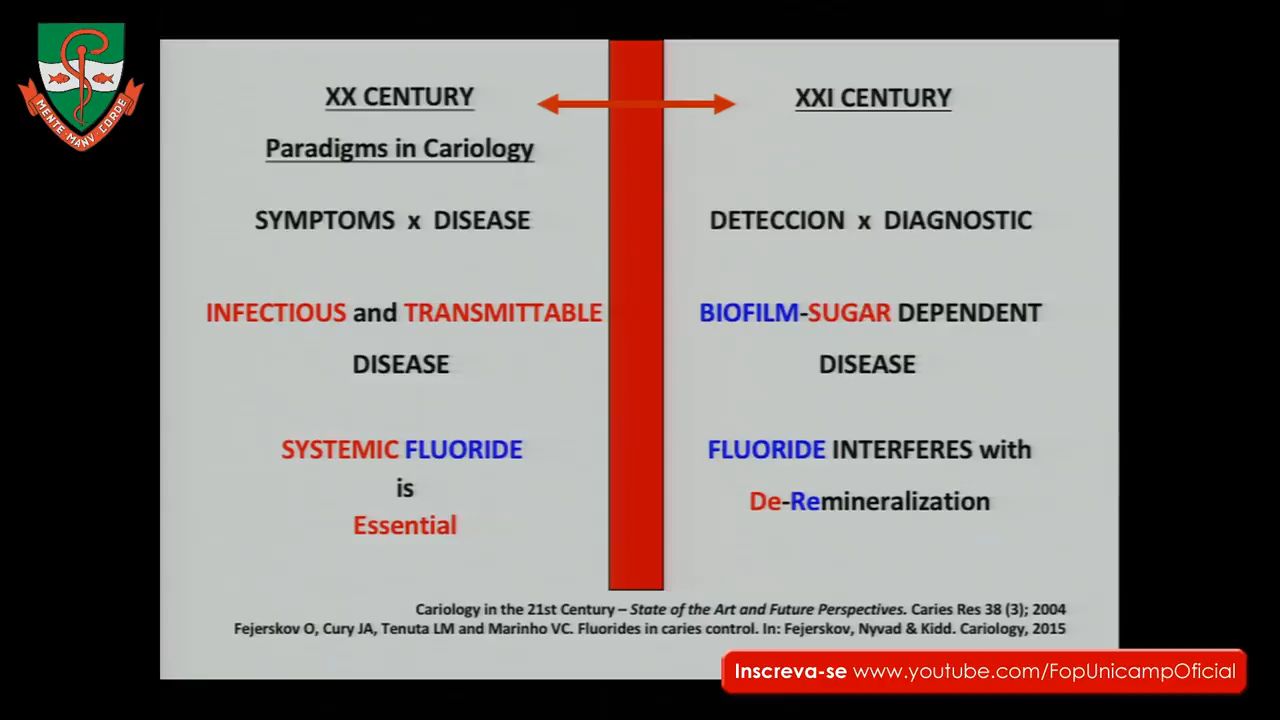 MENTE MANV CORDE
XX CENTURY
Paradigms in Cariology
SYMPTOMS x DISEASE
INFECTIOUS and TRANSMITTABLE
DISEASE
SYSTEMIC FLUORIDE
is
Essential
XXI CENTURY
DETECCION x DIAGNOSTIC
BIOFILM-SUGAR DEPENDENT
DISEASE
FLUORIDE INTERFERES with
De-Remineralization
Cariology in the 21st Century – State of the Art and Future Perspectives. Caries Res 38 (3); 2004
Fejerskov O, Cury JA, Tenuta LM and Marinho VC. Fluorides in caries control. In: Fejerskov, Nyvad & Kidd. Cariology, 2015
Inscreva-se www.youtube.com/FopUnicampOficial